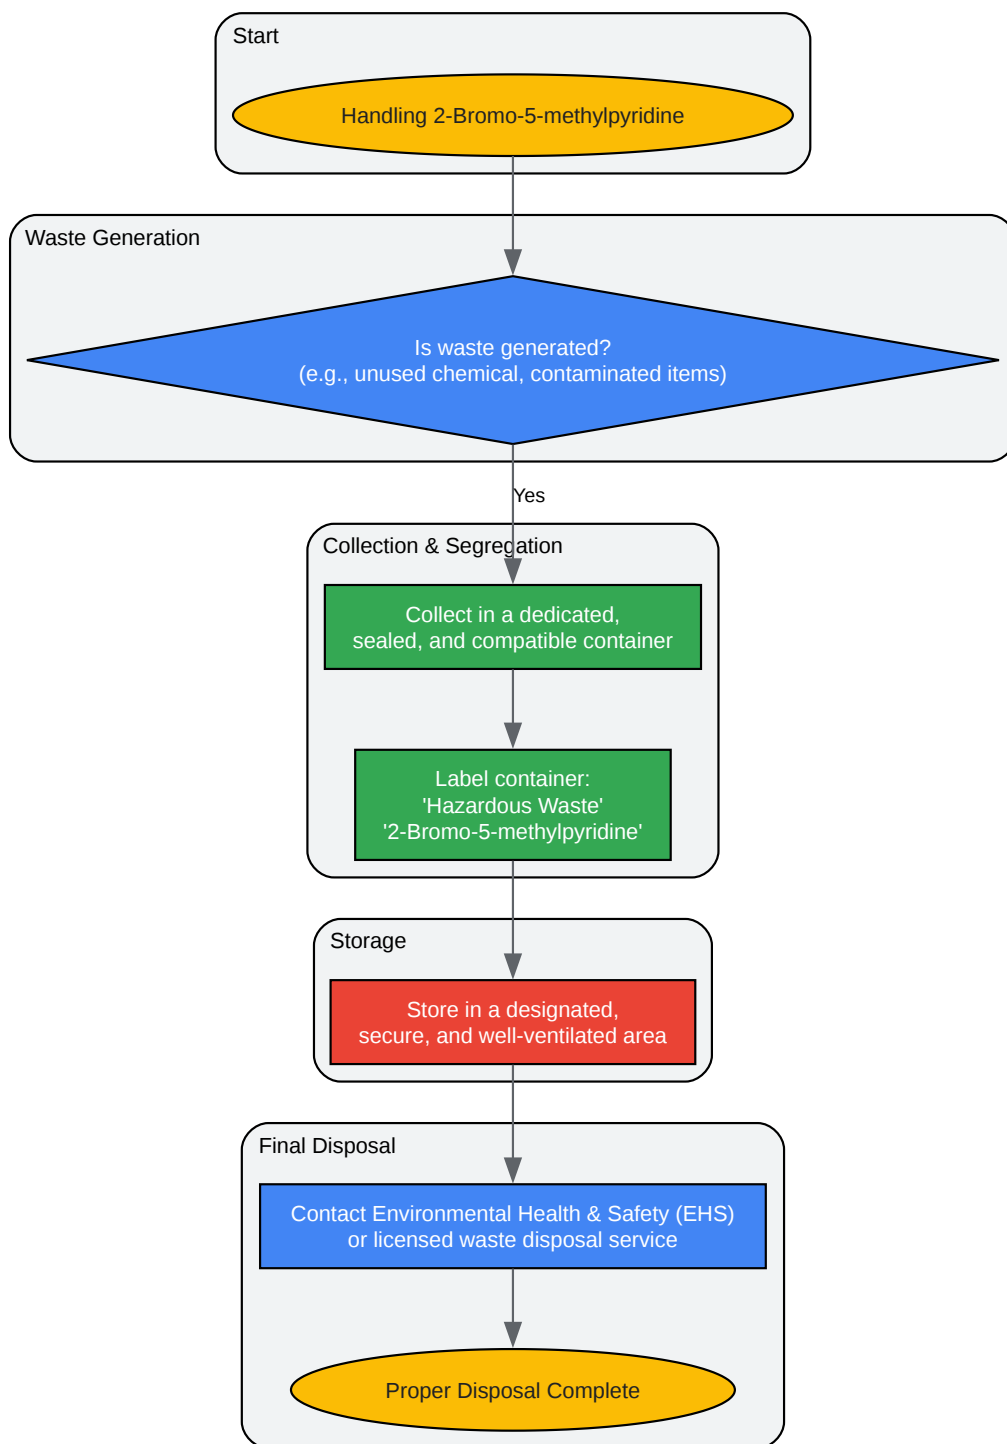 Start
Handling 2-Bromo-5-methylpyridine
Waste Generation
Is waste generated?
(e.g., unused chemical, contaminated items)
Yes
Collection & Segregation
Collect in a dedicated,
sealed, and compatible container
Label container:
'Hazardous Waste'
'2-Bromo-5-methylpyridine'
Storage
Store in a designated,
secure, and well-ventilated area
Final Disposal
Contact Environmental Health & Safety (EHS)
or licensed waste disposal service
Proper Disposal Complete